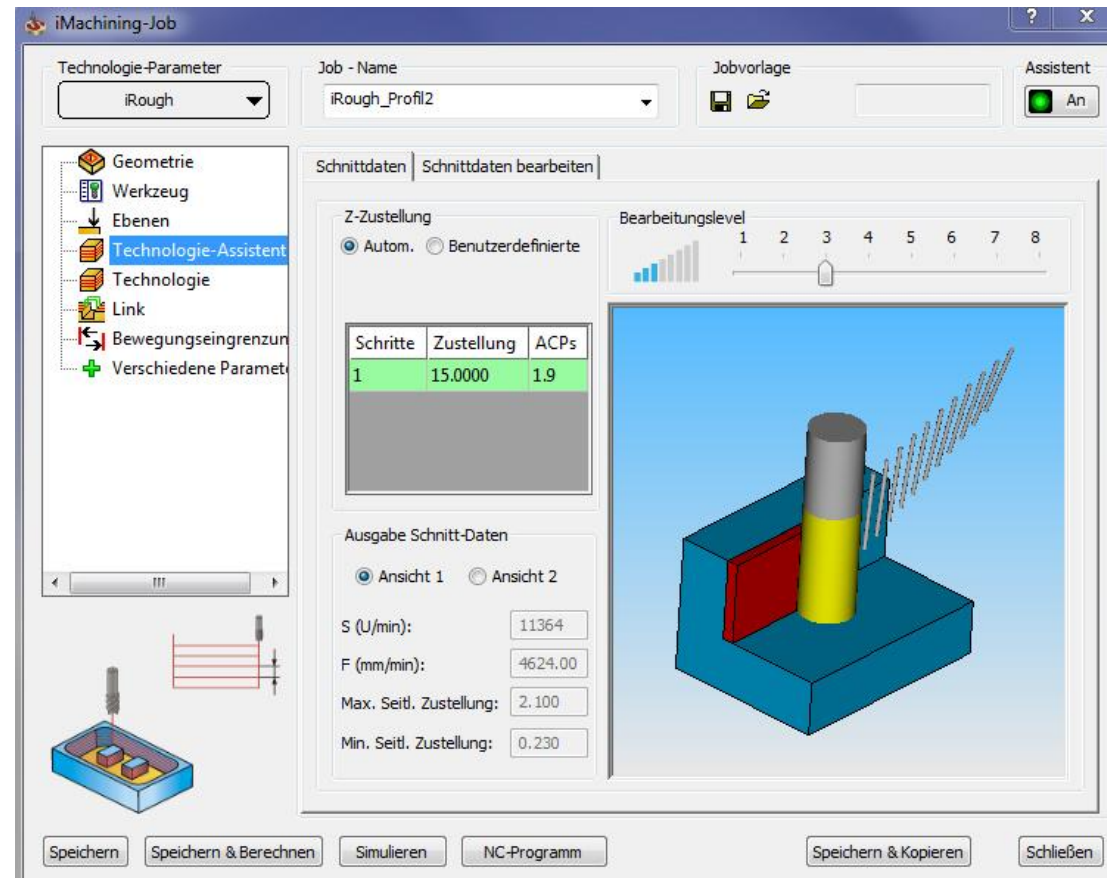 iMachining-Job
?
X
Technologie-Parameter
iRough
Job - Name
iRough_Profil2
Jobvorlage
Assistent
An
Geometrie
Werkzeug
Ebenen
Technologie-Assistent
Technologie
Link
Bewegungseingrenzun
Verschiedene Paramet
Schnittdaten
Schnittdaten bearbeiten
Z-Zustellung
Autom.
Benutzerdefinierte
Bearbeitungslevel
1 2 3 4 5 6 7 8
Schritte Zustellung ACPs
1 15.0000 1.9
Ausgabe Schnitt-Daten
Ansicht 1
Ansicht 2
S (U/min): 11364
F (mm/min): 4624.00
Max. Seitl. Zustellung: 2.100
Min. Seitl. Zustellung: 0.230
Speichern
Speichern & Berechnen
Simulieren
NC-Programm
Speichern & Kopieren
Schließen